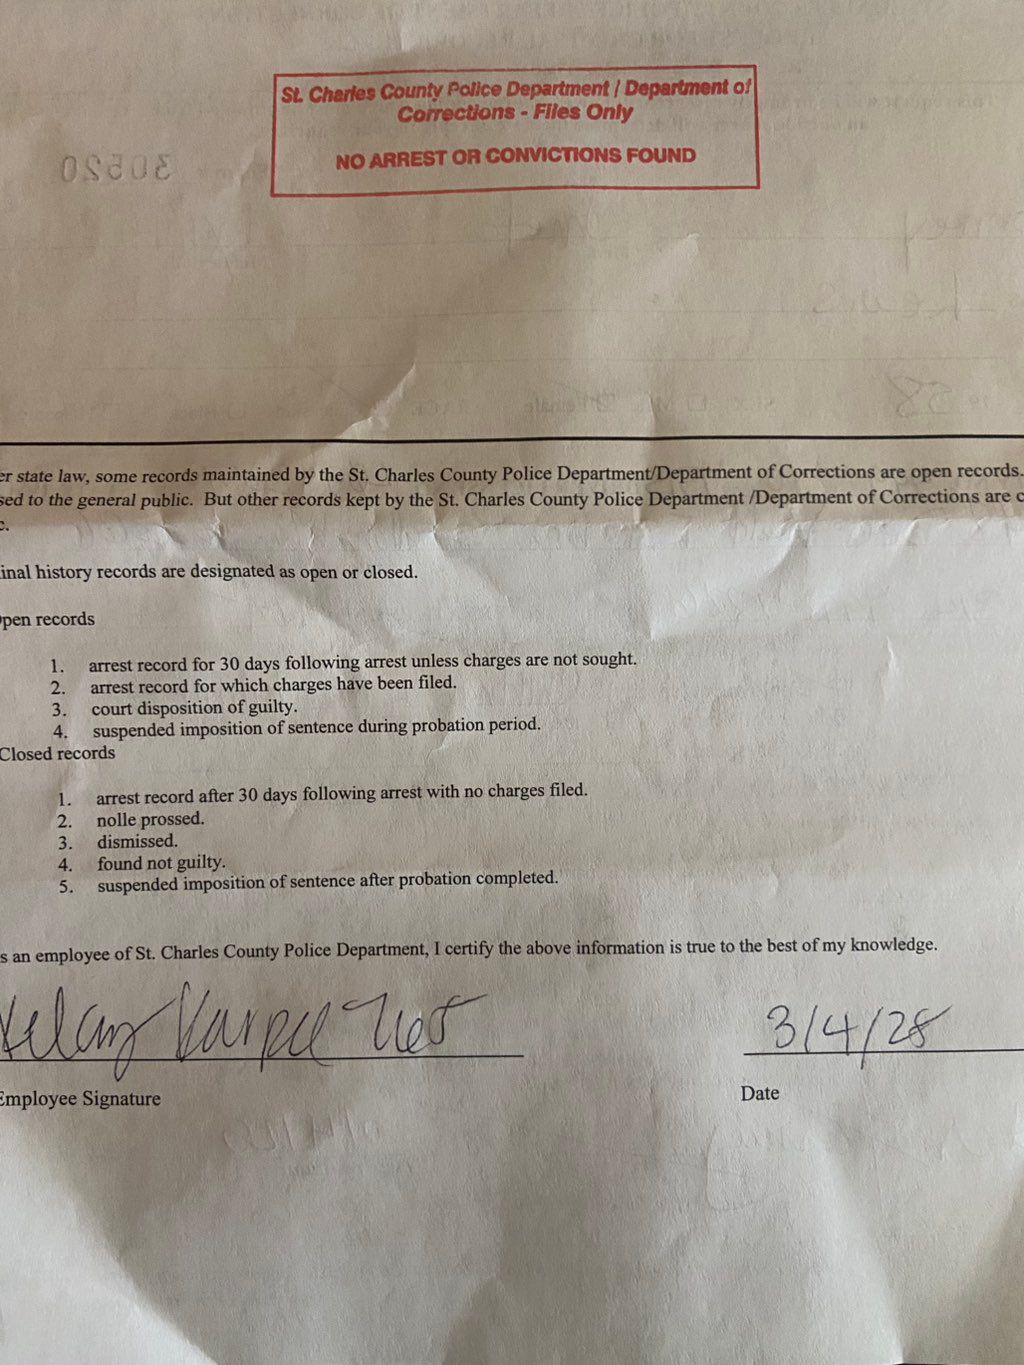 St. Charles County Police Department / Department of
Corrections - Files Only
NO ARREST OR CONVICTIONS FOUND
30520
er state law, some records maintained by the St. Charles County Police Department/Department of Corrections are open records.
sed to the general public. But other records kept by the St. Charles County Police Department /Department of Corrections are c
c.
inal history records are designated as open or closed.
pen records
1. arrest record for 30 days following arrest unless charges are not sought.
2. arrest record for which charges have been filed.
3. court disposition of guilty.
4. suspended imposition of sentence during probation period.
Closed records
1. arrest record after 30 days following arrest with no charges filed.
2. nolle prossed.
3. dismissed.
4. found not guilty.
5. suspended imposition of sentence after probation completed.
s an employee of St. Charles County Police Department, I certify the above information is true to the best of my knowledge.
3/4/28
Employee Signature
Date